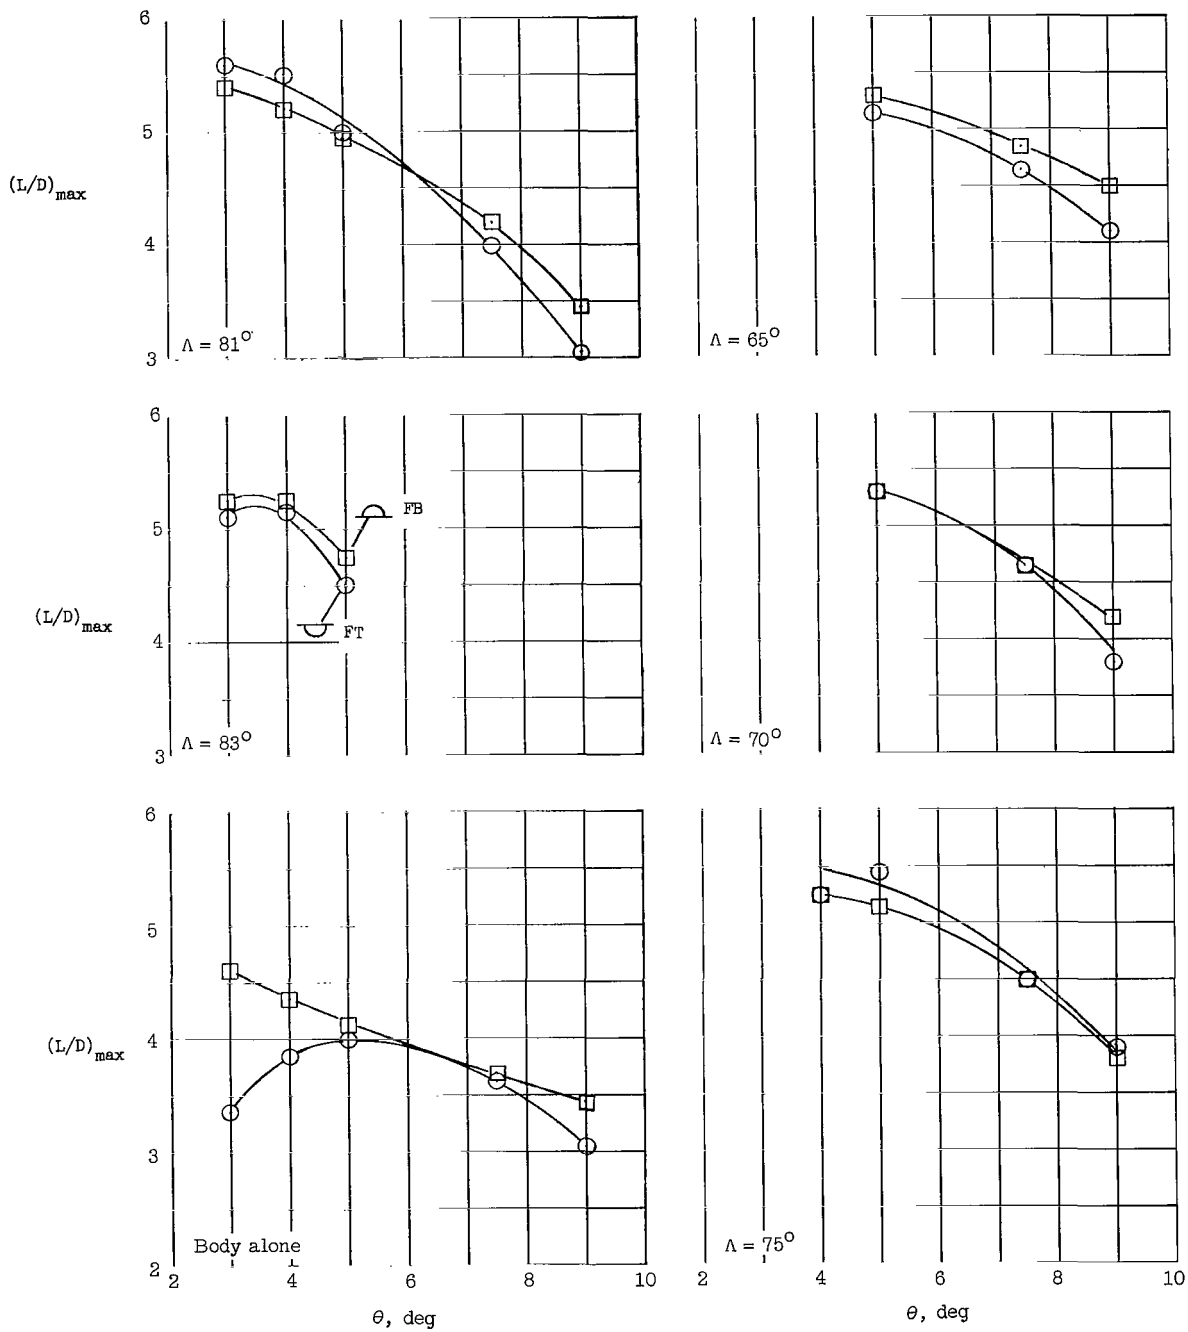 6
5
(L/D)max
4
Λ = 81°
3
Λ = 65°
6
5
FB
(L/D)max
FT
4
Λ = 83°
3
Λ = 70°
6
5
(L/D)max
4
3
Body alone
2
2 4 6 8 10
θ, deg
Λ = 75°
2 4 6 8 10
θ, deg